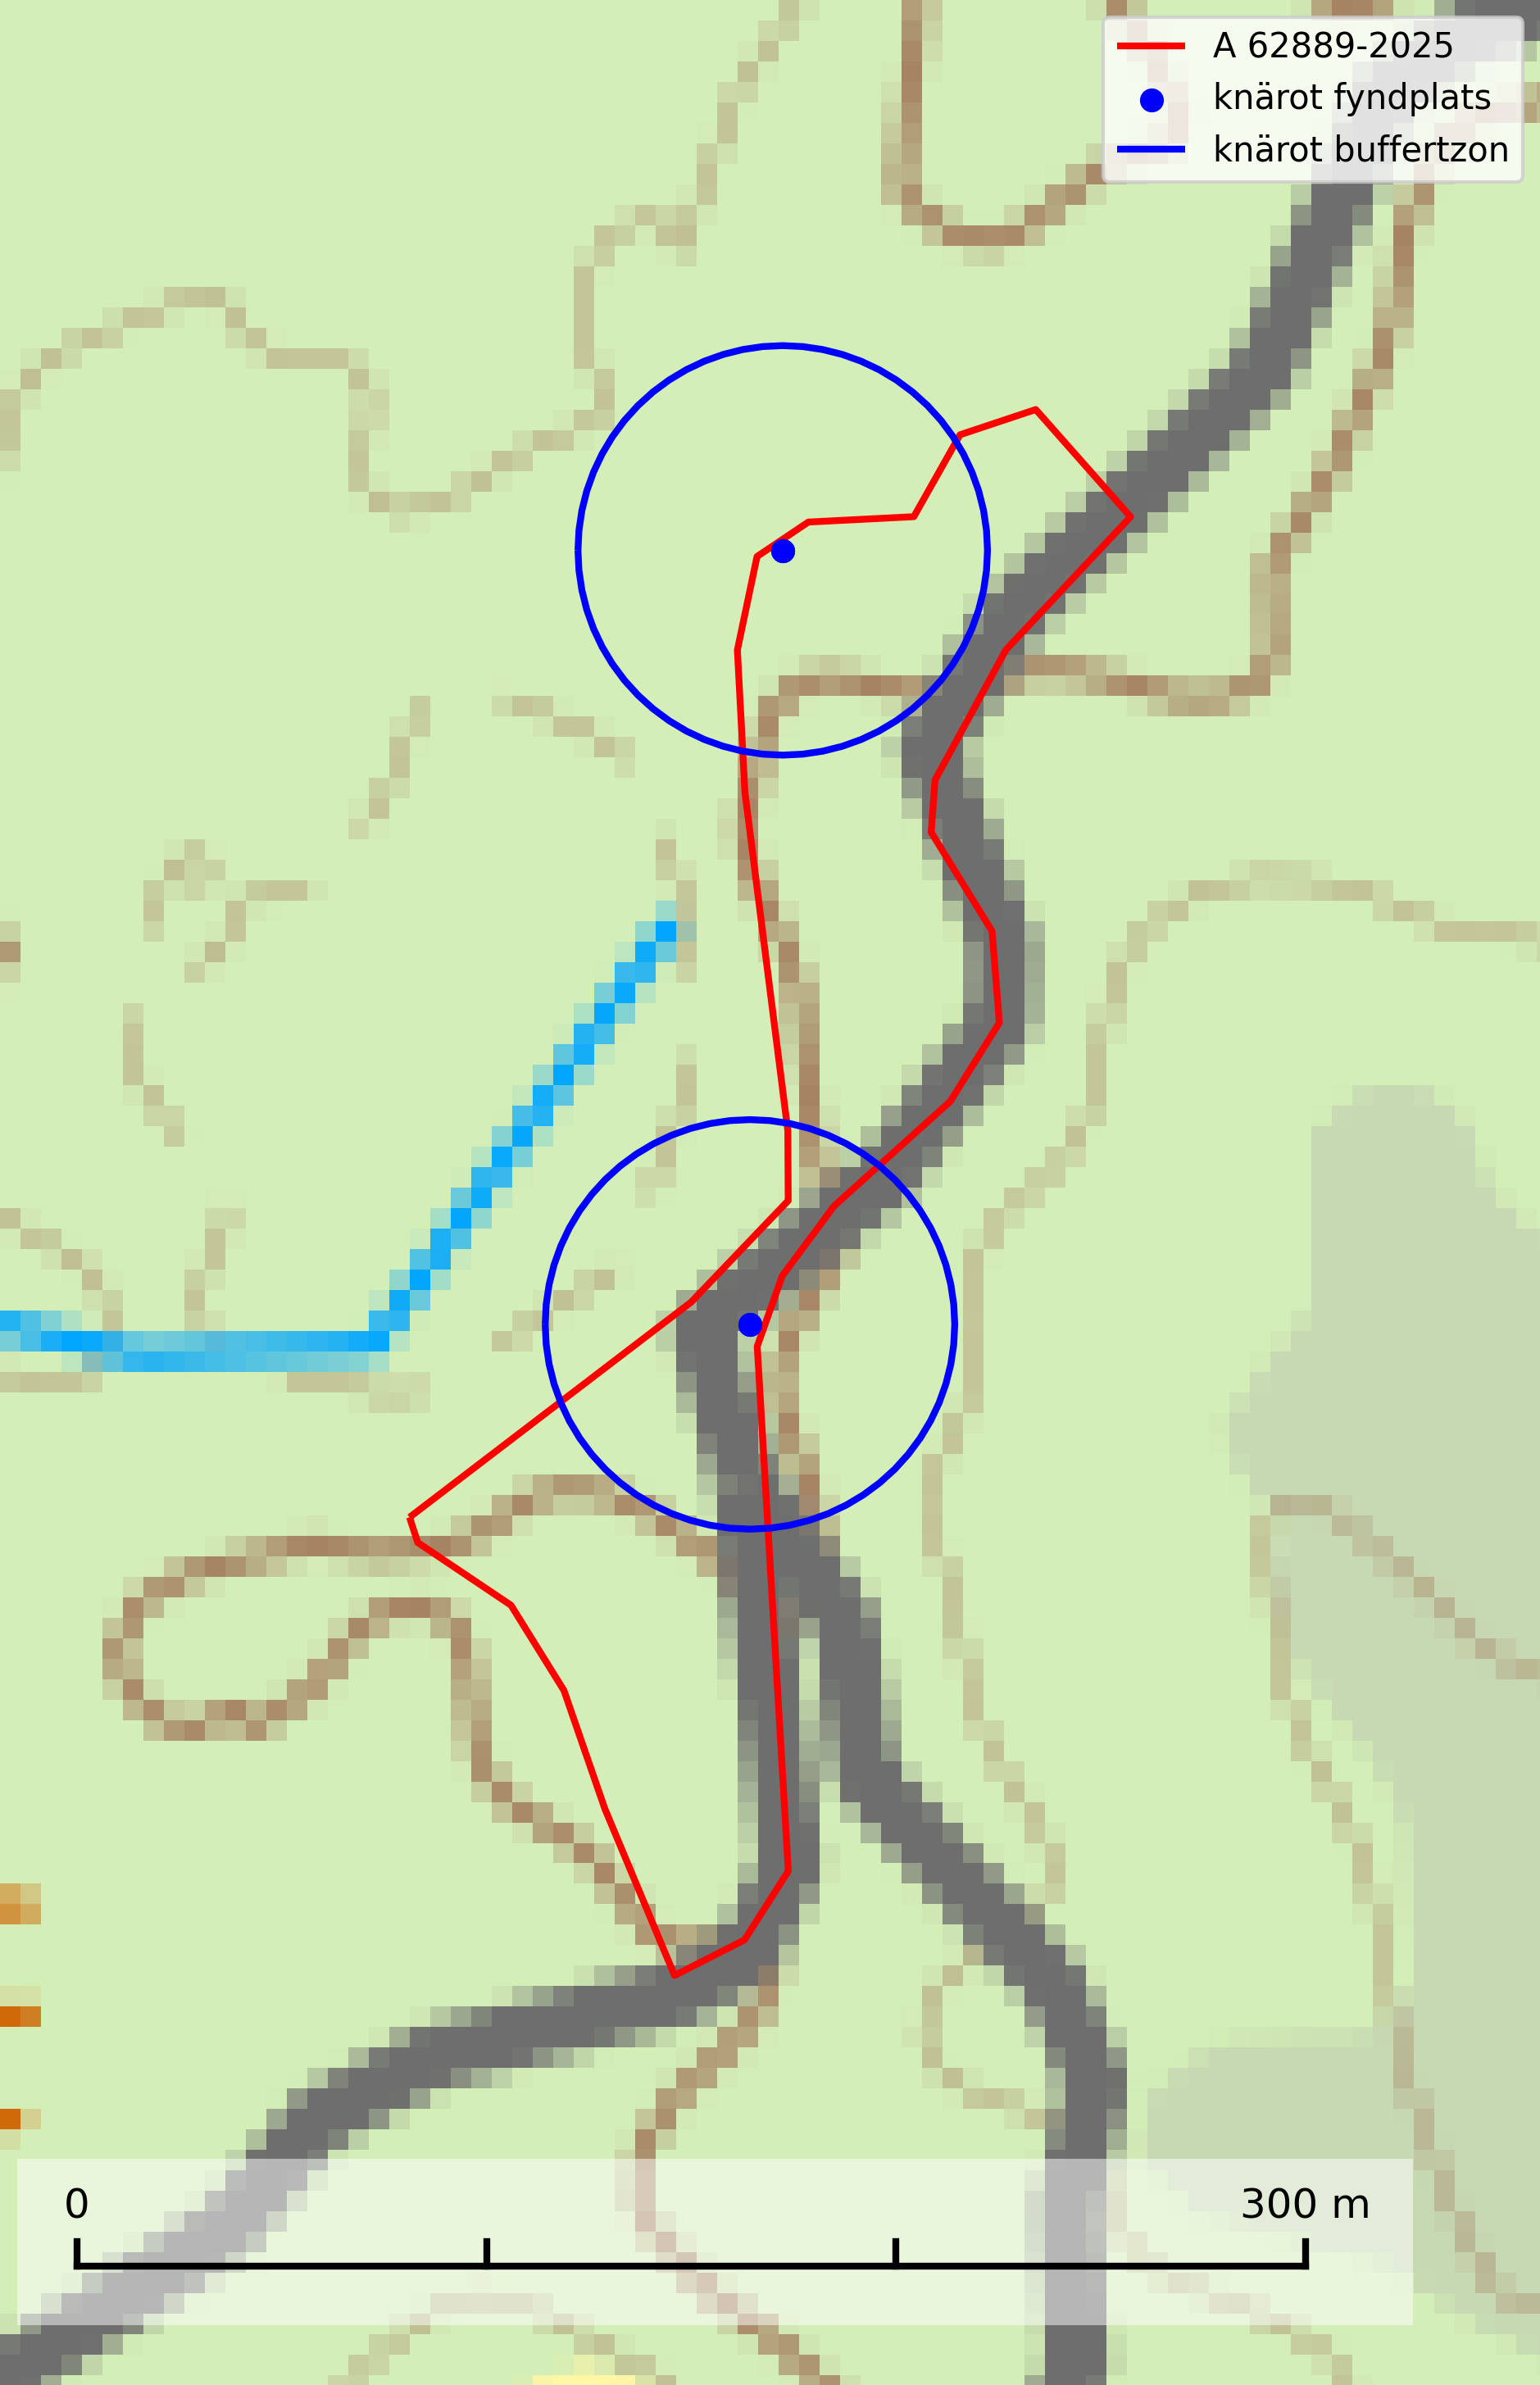 A 62889-2025
knärot fyndplats
knärot buffertzon
0 300 m